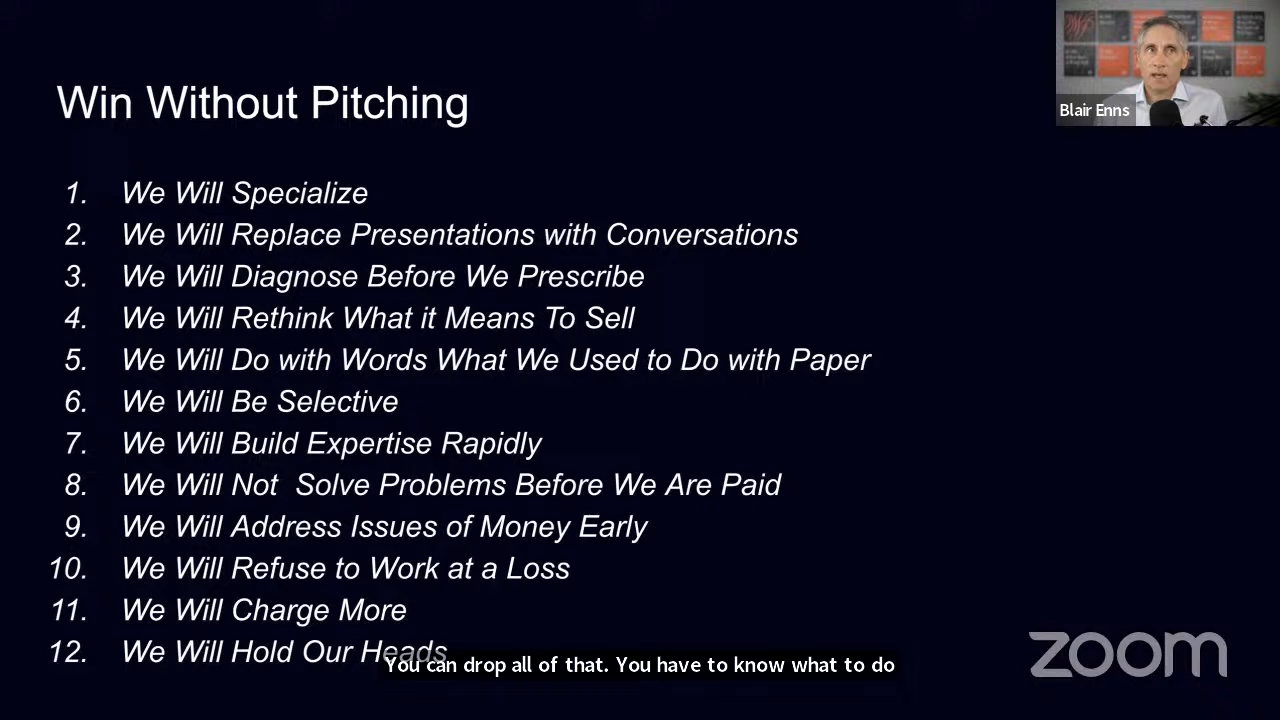 Win Without Pitching
Blair Enns
1. We Will Specialize
2. We Will Replace Presentations with Conversations
3. We Will Diagnose Before We Prescribe
4. We Will Rethink What it Means To Sell
5. We Will Do with Words What We Used to Do with Paper
6. We Will Be Selective
7. We Will Build Expertise Rapidly
8. We Will Not  Solve Problems Before We Are Paid
9. We Will Address Issues of Money Early
10. We Will Refuse to Work at a Loss
11. We Will Charge More
12. We Will Hold Our Heads
You can drop all of that. You have to know what to do
zoom